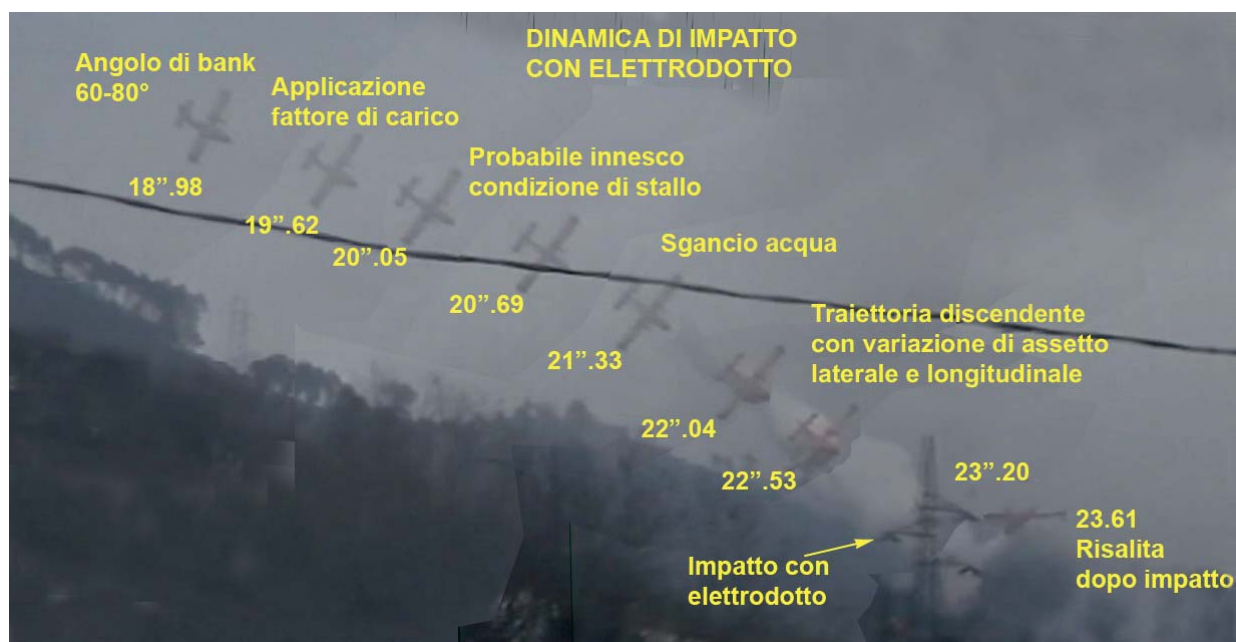 DINAMICA DI IMPATTO
CON ELETTRODOTTO
Angolo di bank
60-80°
Applicazione
fattore di carico
Probabile innesco
condizione di stallo
Sgancio acqua
Traiettoria discendente
con variazione di assetto
laterale e longitudinale
18”.98
19”.62
20”.05
20”.69
21”.33
22”.04
22”.53
23”.20
23.61
Risalita
dopo impatto
Impatto con
elettrodotto